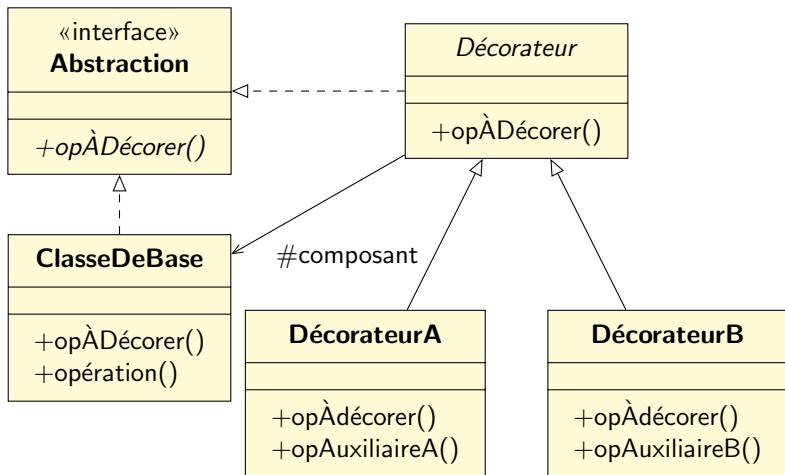 «interface»
Abstraction
+opÀDécorer()
Décorateur
+opÀDécorer()
#composant
ClasseDeBase
+opÀDécorer()
+opération()
DécorateurA
+opÀdécorer()
+opAuxiliaireA()
DécorateurB
+opÀdécorer()
+opAuxiliaireB()